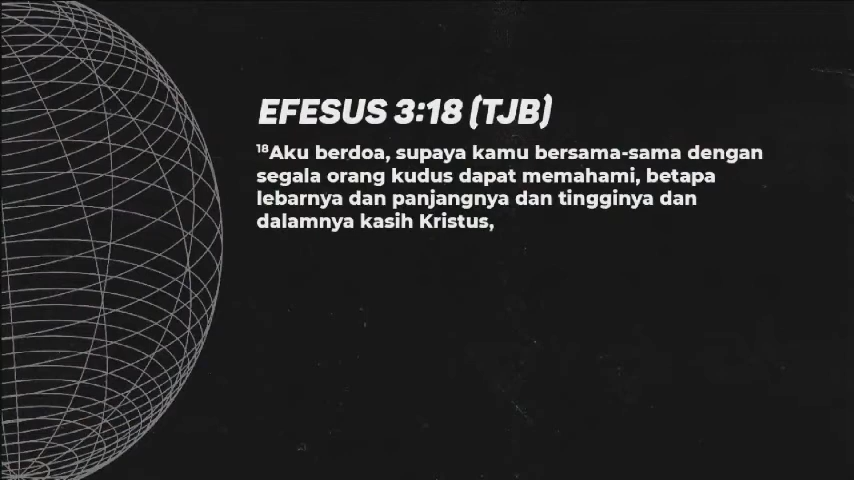 EFESUS 3:18 (TJB)
¹⁸Aku berdoa, supaya kamu bersama-sama dengan
segala orang kudus dapat memahami, betapa
lebarnya dan panjangnya dan tingginya dan
dalamnya kasih Kristus,